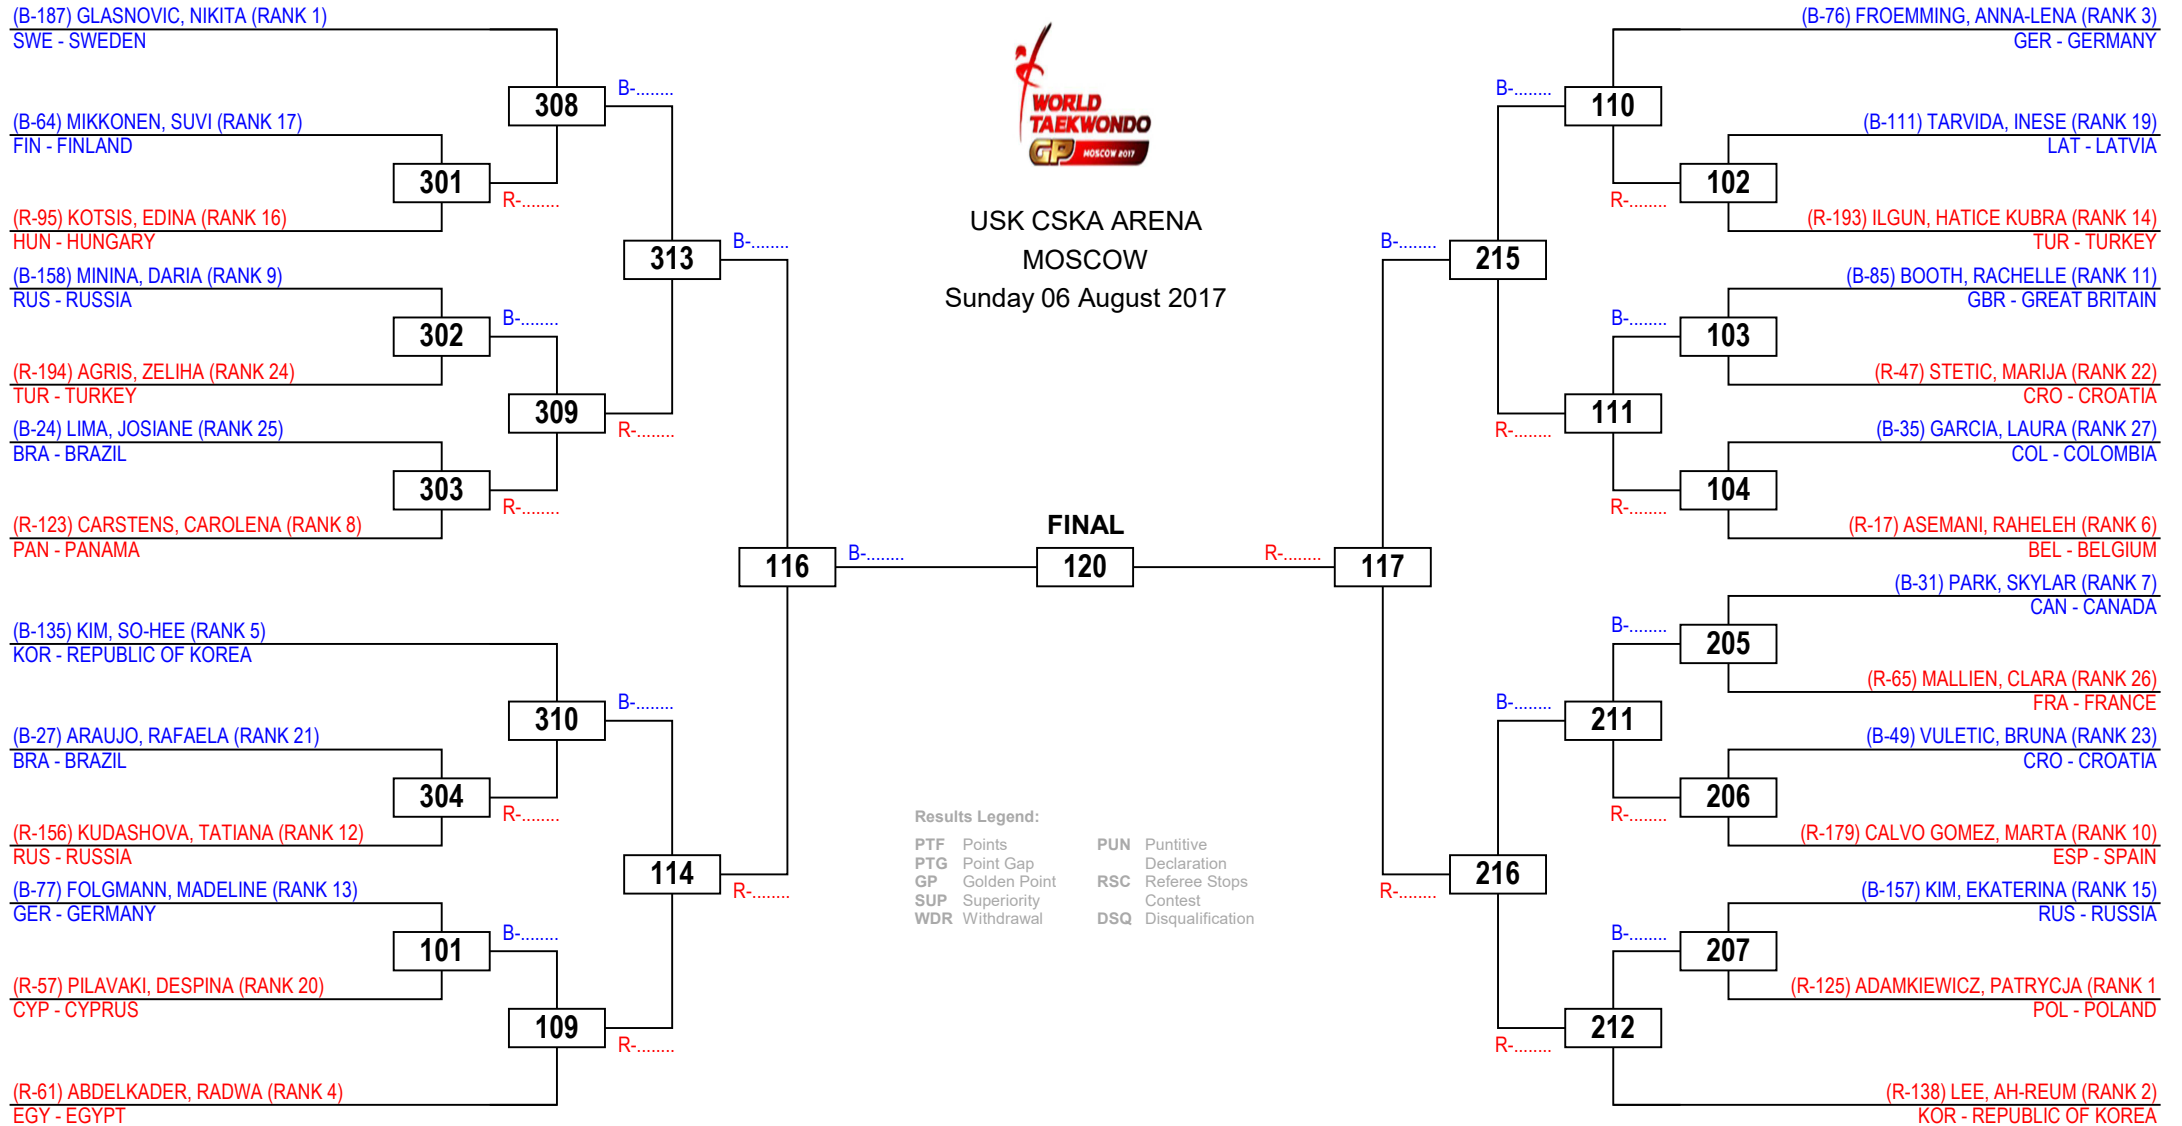 (B-187) GLASNOVIC, NIKITA (RANK 1)
SWE - SWEDEN
(B-64) MIKKONEN, SUVI (RANK 17)
FIN - FINLAND
(R-95) KOTSIS, EDINA (RANK 16)
HUN - HUNGARY
(B-158) MININA, DARIA (RANK 9)
RUS - RUSSIA
(R-194) AGRIS, ZELIHA (RANK 24)
TUR - TURKEY
(B-24) LIMA, JOSIANE (RANK 25)
BRA - BRAZIL
(R-123) CARSTENS, CAROLENA (RANK 8)
PAN - PANAMA
(B-135) KIM, SO-HEE (RANK 5)
KOR - REPUBLIC OF KOREA
(B-27) ARAUJO, RAFAELA (RANK 21)
BRA - BRAZIL
(R-156) KUDASHOVA, TATIANA (RANK 12)
RUS - RUSSIA
(B-77) FOLGMANN, MADELINE (RANK 13)
GER - GERMANY
(R-57) PILAVAKI, DESPINA (RANK 20)
CYP - CYPRUS
(R-61) ABDELKADER, RADWA (RANK 4)
EGY - EGYPT
301
R-........
302
B-........
303
R-........
304
R-........
101
B-........
308
B-........
309
R-........
310
B-........
109
R-........
313
B-........
114
R-........
116
B-........
WORLD
TAEKWONDO
GP MOSCOW 2017
USK CSKA ARENA
MOSCOW
Sunday 06 August 2017
FINAL
120
Results Legend:
PTF Points
PTG Point Gap
GP Golden Point
SUP Superiority
WDR Withdrawal
PUN Puntitive
Declaration
RSC Referee Stops
Contest
DSQ Disqualification
R-........
117
B-........
215
R-........
216
B-........
110
R-........
111
B-........
211
R-........
212
R-........
102
B-........
103
R-........
104
B-........
205
R-........
206
B-........
207
(B-76) FROEMMING, ANNA-LENA (RANK 3)
GER - GERMANY
(B-111) TARVIDA, INESE (RANK 19)
LAT - LATVIA
(R-193) ILGUN, HATICE KUBRA (RANK 14)
TUR - TURKEY
(B-85) BOOTH, RACHELLE (RANK 11)
GBR - GREAT BRITAIN
(R-47) STETIC, MARIJA (RANK 22)
CRO - CROATIA
(B-35) GARCIA, LAURA (RANK 27)
COL - COLOMBIA
(R-17) ASEMANI, RAHELEH (RANK 6)
BEL - BELGIUM
(B-31) PARK, SKYLAR (RANK 7)
CAN - CANADA
(R-65) MALLIEN, CLARA (RANK 26)
FRA - FRANCE
(B-49) VULETIC, BRUNA (RANK 23)
CRO - CROATIA
(R-179) CALVO GOMEZ, MARTA (RANK 10)
ESP - SPAIN
(B-157) KIM, EKATERINA (RANK 15)
RUS - RUSSIA
(R-125) ADAMKIEWICZ, PATRYCJA (RANK 1
POL - POLAND
(R-138) LEE, AH-REUM (RANK 2)
KOR - REPUBLIC OF KOREA